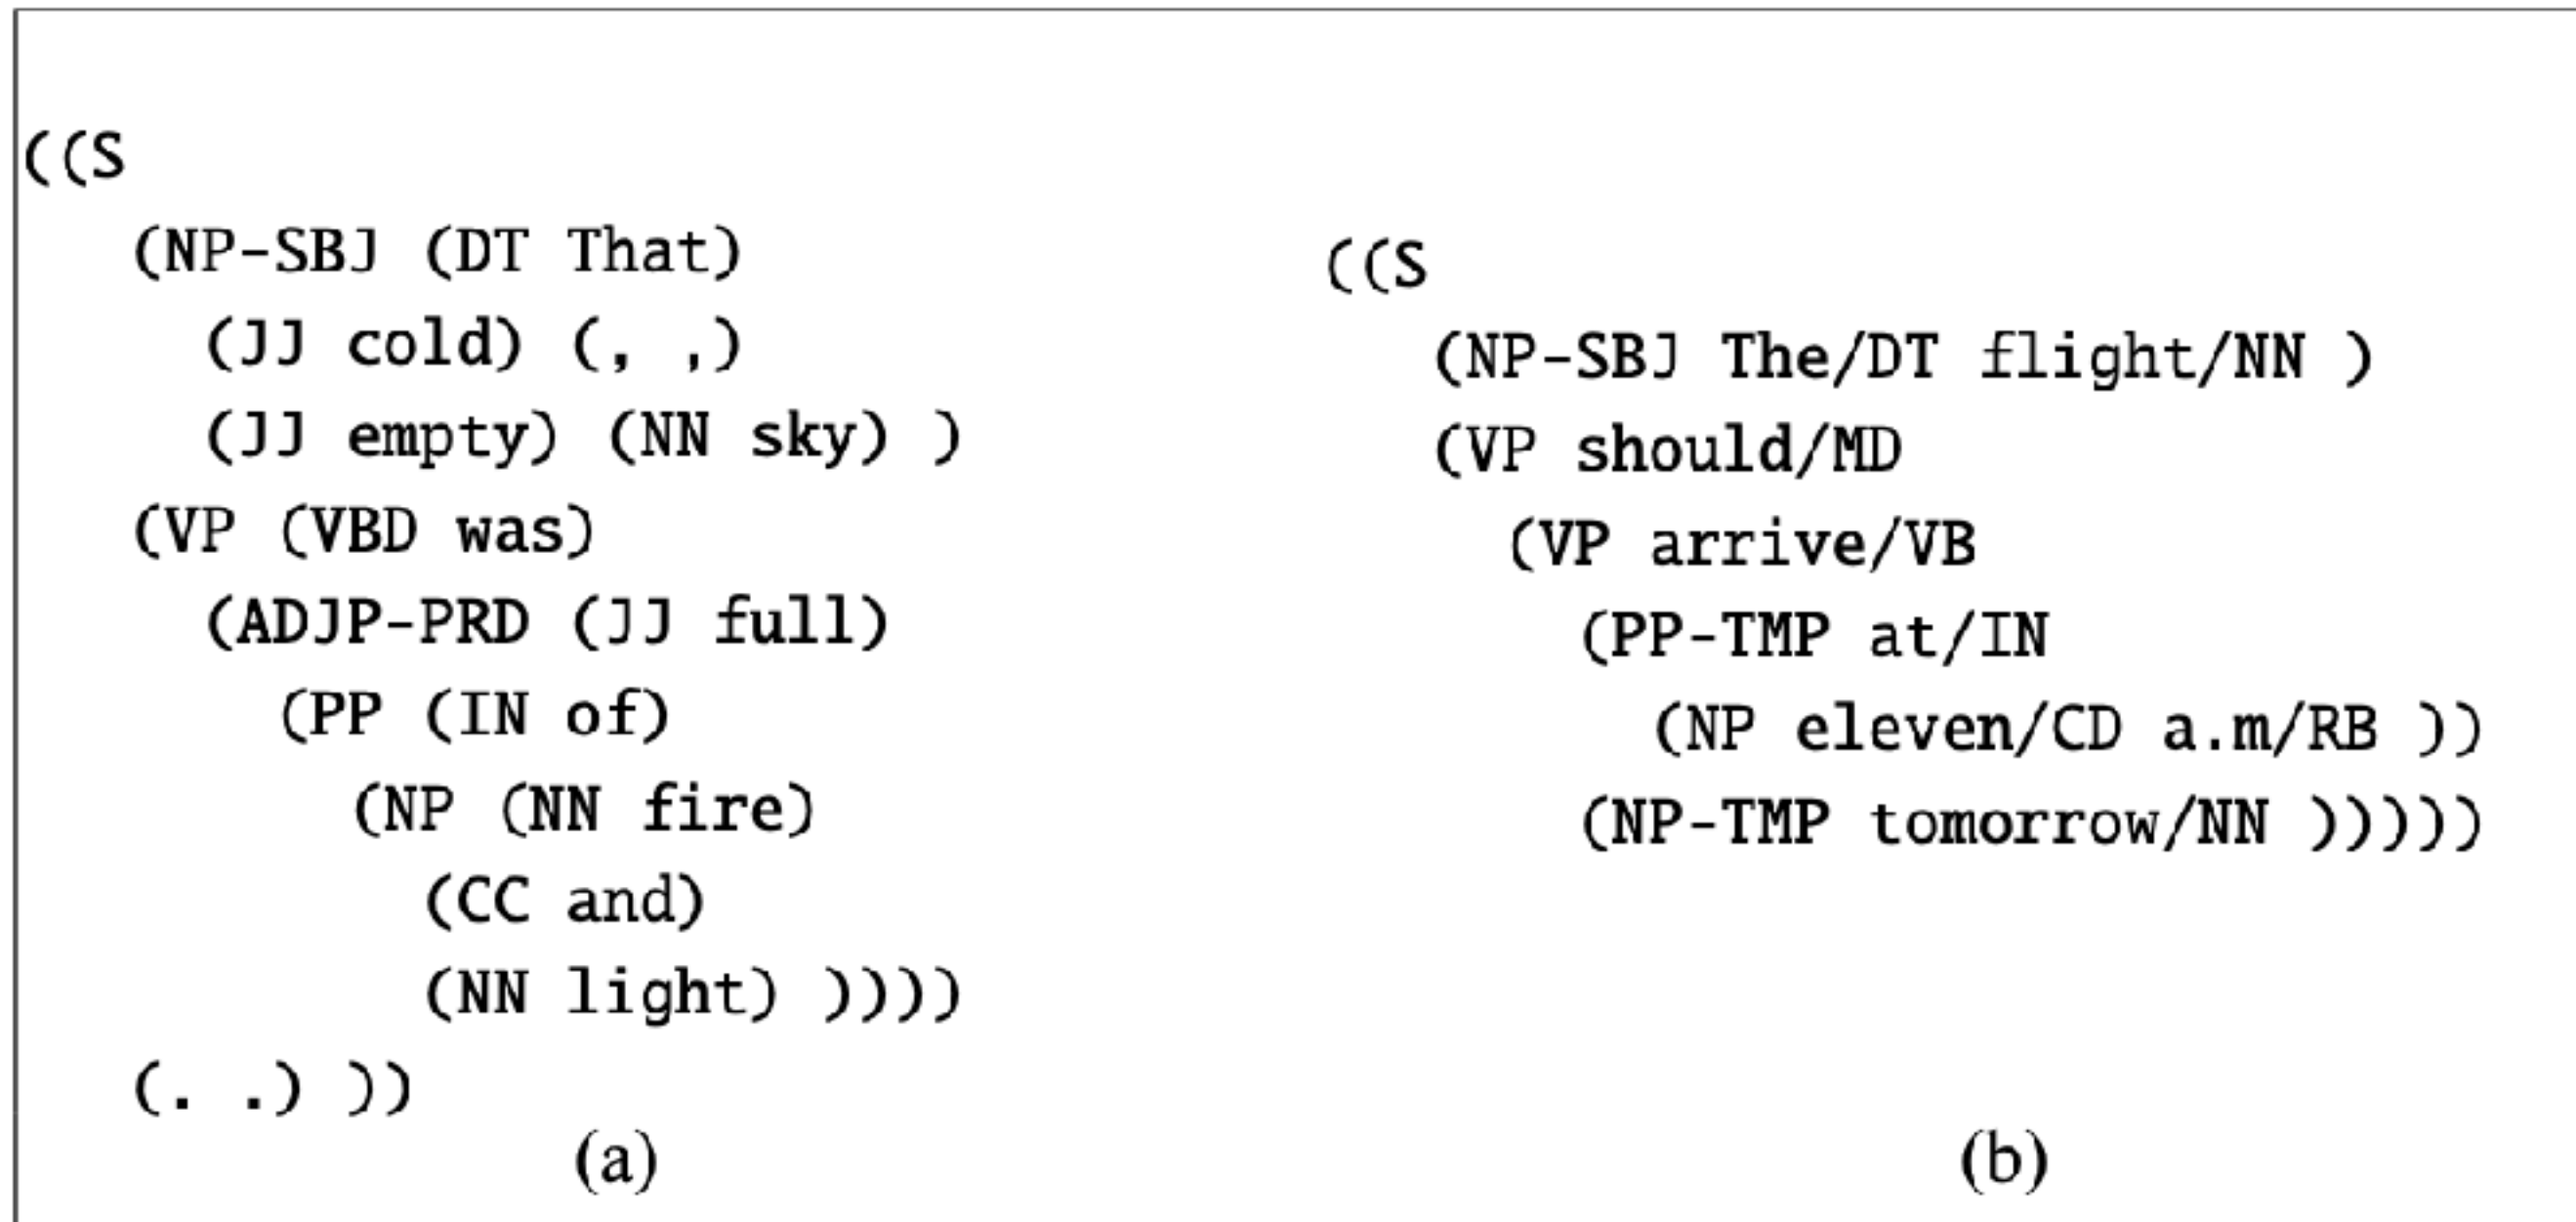 ((S
(NP-SBJ (DT That)
(JJ cold) (, ,)
(JJ empty) (NN sky) )
(VP (VBD was)
(ADJP-PRD (JJ full)
(PP (IN of)
(NP (NN fire)
(CC and)
(NN light) ))))
(. .) ))
(a)
((S
(NP-SBJ The/DT flight/NN )
(VP should/MD
(VP arrive/VB
(PP-TMP at/IN
(NP eleven/CD a.m/RB ))
(NP-TMP tomorrow/NN )))))
(b)